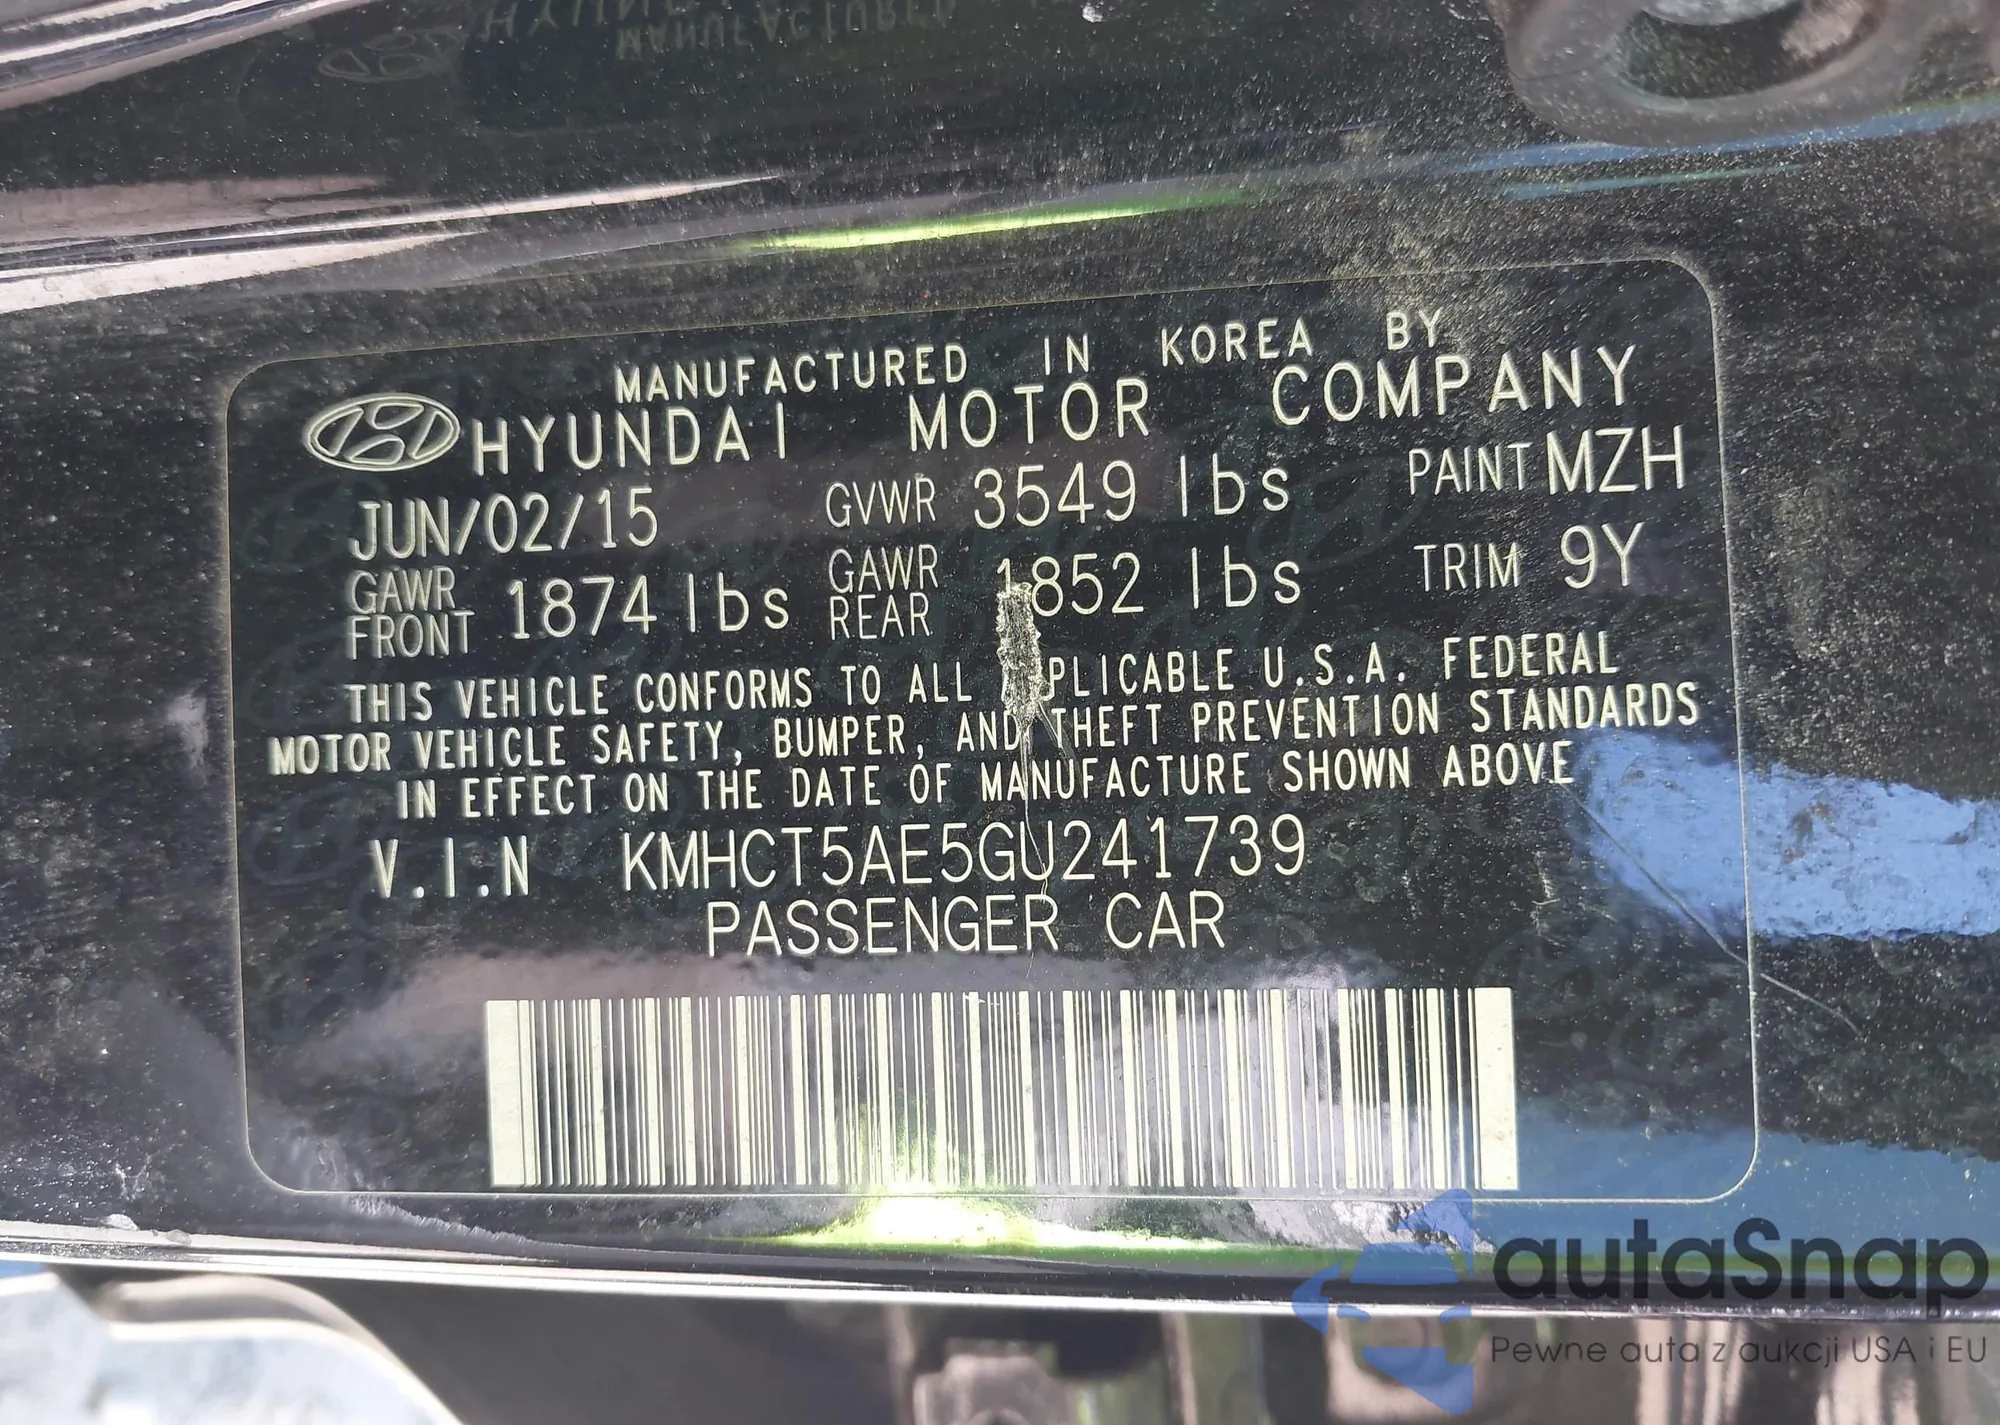 MANUFACTURED IN KOREA BY
HYUNDAI MOTOR COMPANY
JUN/02/15 GVWR 3549 lbs PAINT MZH
GAWR FRONT 1874 lbs GAWR REAR 1852 lbs TRIM 9Y
THIS VEHICLE CONFORMS TO ALL PLICABLE U.S.A. FEDERAL
MOTOR VEHICLE SAFETY, BUMPER, AND THEFT PREVENTION STANDARDS
IN EFFECT ON THE DATE OF MANUFACTURE SHOWN ABOVE
V.I.N KMHCT5AE5GU241739
PASSENGER CAR
autaSnap
Pewne auta z aukcji USA i EU